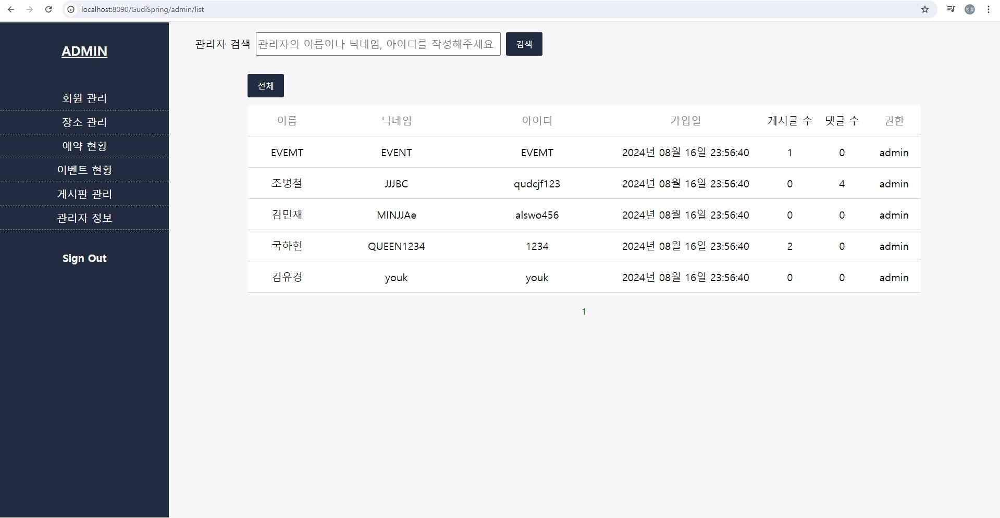 localhost:8090/GudiSpring/admin/list
병철
ADMIN
회원 관리
장소 관리
예약 현황
이벤트 현황
게시판 관리
관리자 정보
Sign Out
관리자 검색 관리자의 이름이나 닉네임, 아이디를 작성해주세요 검색
전체
이름 닉네임 아이디 가입일 게시글 수 댓글 수 권한
EVEMT EVENT EVEMT 2024년 08월 16일 23:56:40 1 0 admin
조병철 JJJBC qudcjf123 2024년 08월 16일 23:56:40 0 4 admin
김민재 MINJJAe alswo456 2024년 08월 16일 23:56:40 0 0 admin
국하현 QUEEN1234 1234 2024년 08월 16일 23:56:40 2 0 admin
김유경 youk youk 2024년 08월 16일 23:56:40 0 0 admin
1